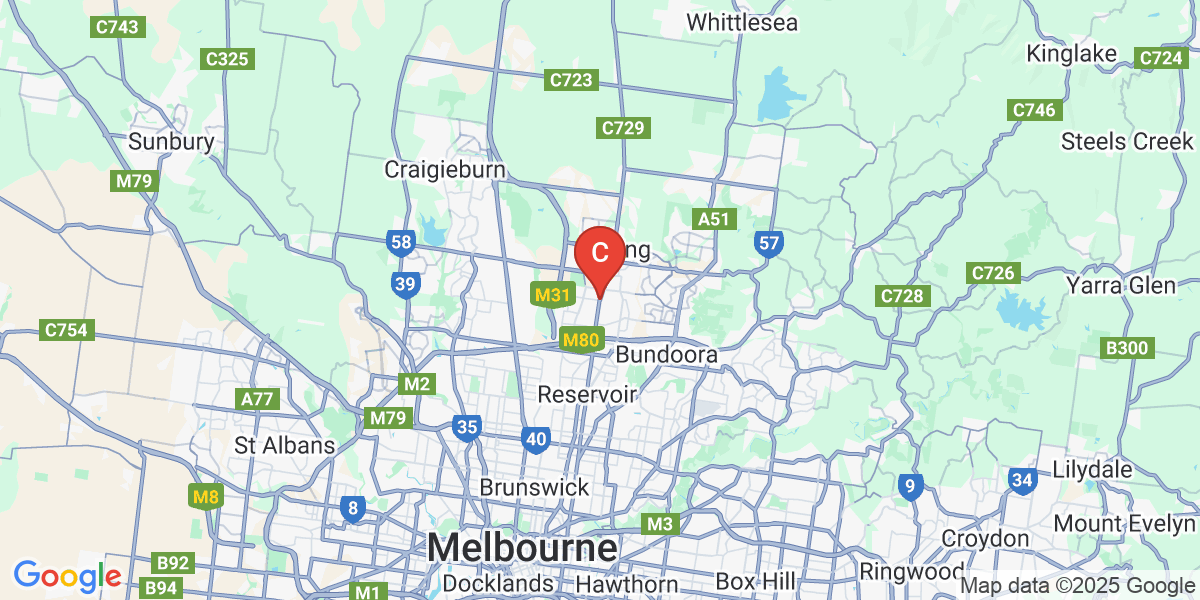 Whittlesea
C743
Kinglake
C325
C724
C723
C746
C729
Sunbury
Steels Creek
Craigieburn
M79
A51
58
57
C
ng
C726
39
Yarra Glen
M31
C728
C754
M80
B300
Bundoora
M2
Reservoir
A77
M79
35
40
St Albans
Lilydale
34
9
Brunswick
M8
8
M3
Mount Evelyn
Croydon
Melbourne
B92
Ringwood
Google
Docklands
Hawthorn
Box Hill
B94
M1
Map data ©2025 Google